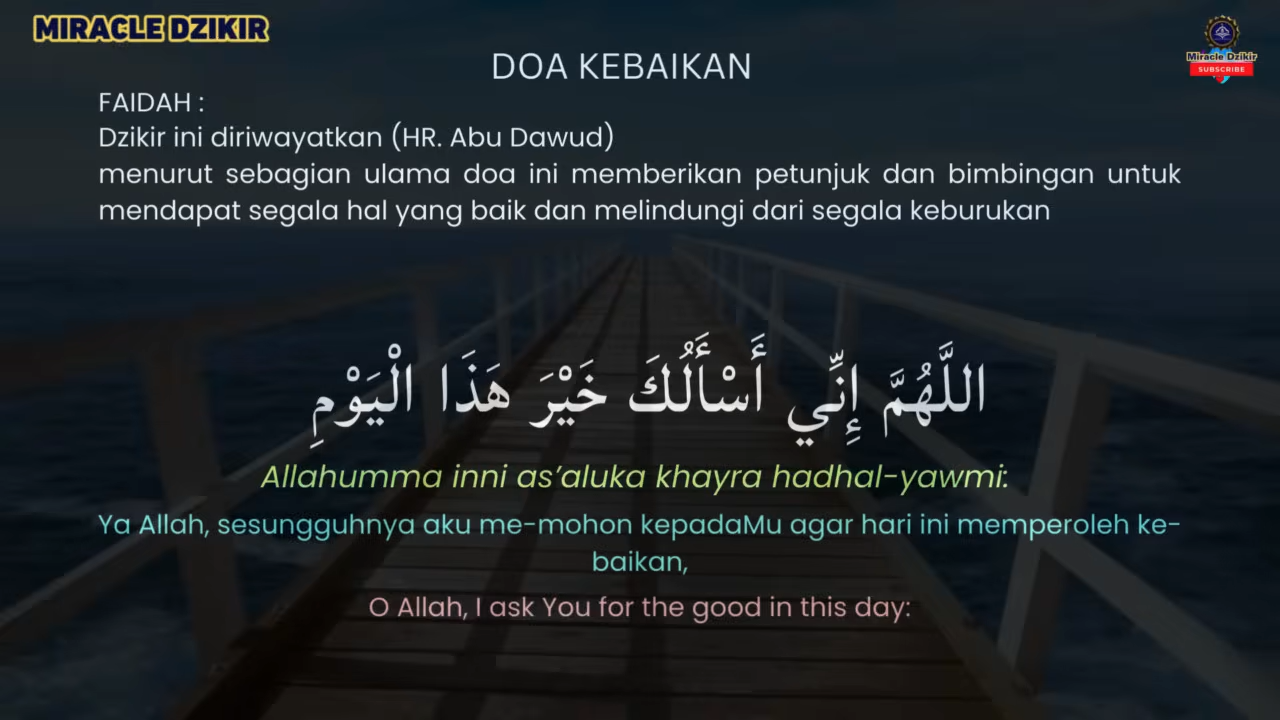 MIRACLE DZIKIR
Miracle Dzikir
SUBSCRIBE
DOA KEBAIKAN
FAIDAH :
Dzikir ini diriwayatkan (HR. Abu Dawud)
menurut sebagian ulama doa ini memberikan petunjuk dan bimbingan untuk
mendapat segala hal yang baik dan melindungi dari segala keburukan
اللَّهُمَّ إِنِّي أَسْأَلُكَ خَيْرَ هَذَا الْيَوْمِ
Allahumma inni as’aluka khayra hadhal-yawmi:
Ya Allah, sesungguhnya aku me-mohon kepadaMu agar hari ini memperoleh ke-
baikan,
O Allah, I ask You for the good in this day: